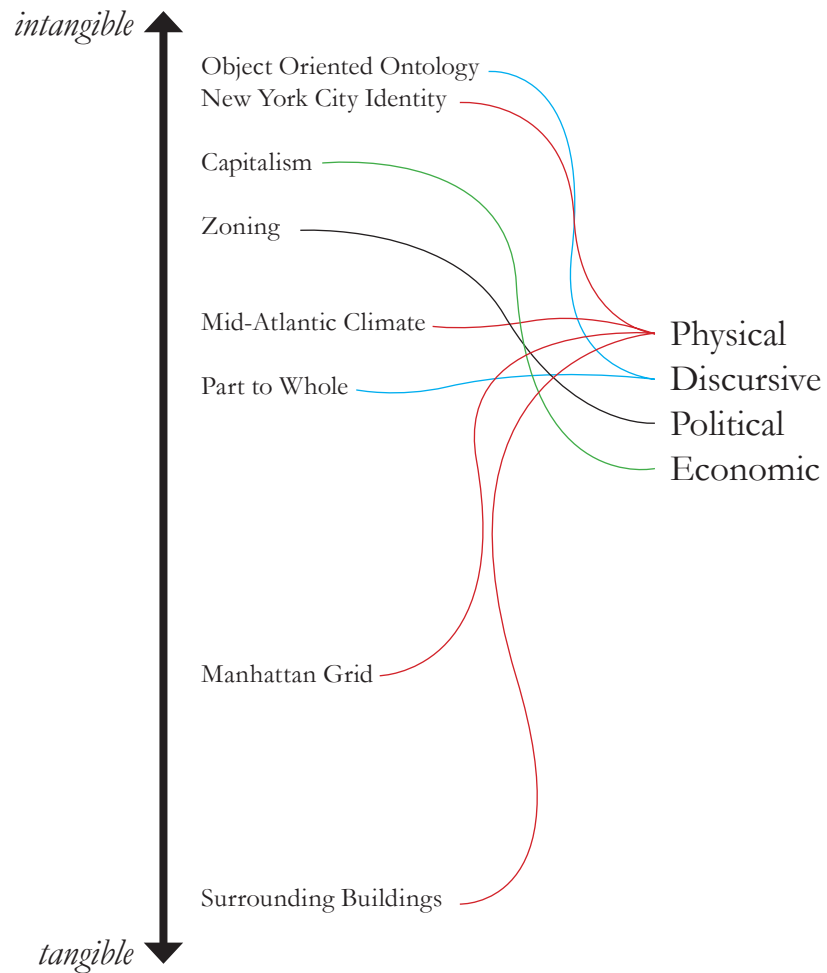 intangible
Object Oriented Ontology
New York City Identity
Capitalism
Zoning
Mid-Atlantic Climate
Part to Whole
Physical
Discursive
Political
Economic
Manhattan Grid
Surrounding Buildings
tangible